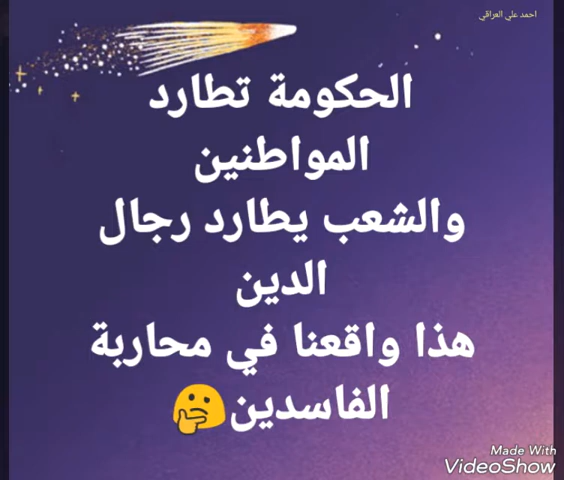 احمد علي العراقي
الحكومة تطارد
المواطنين
والشعب يطارد رجال
الدين
هذا واقعنا في محاربة
الفاسدين🤔
Made With
VideoShow